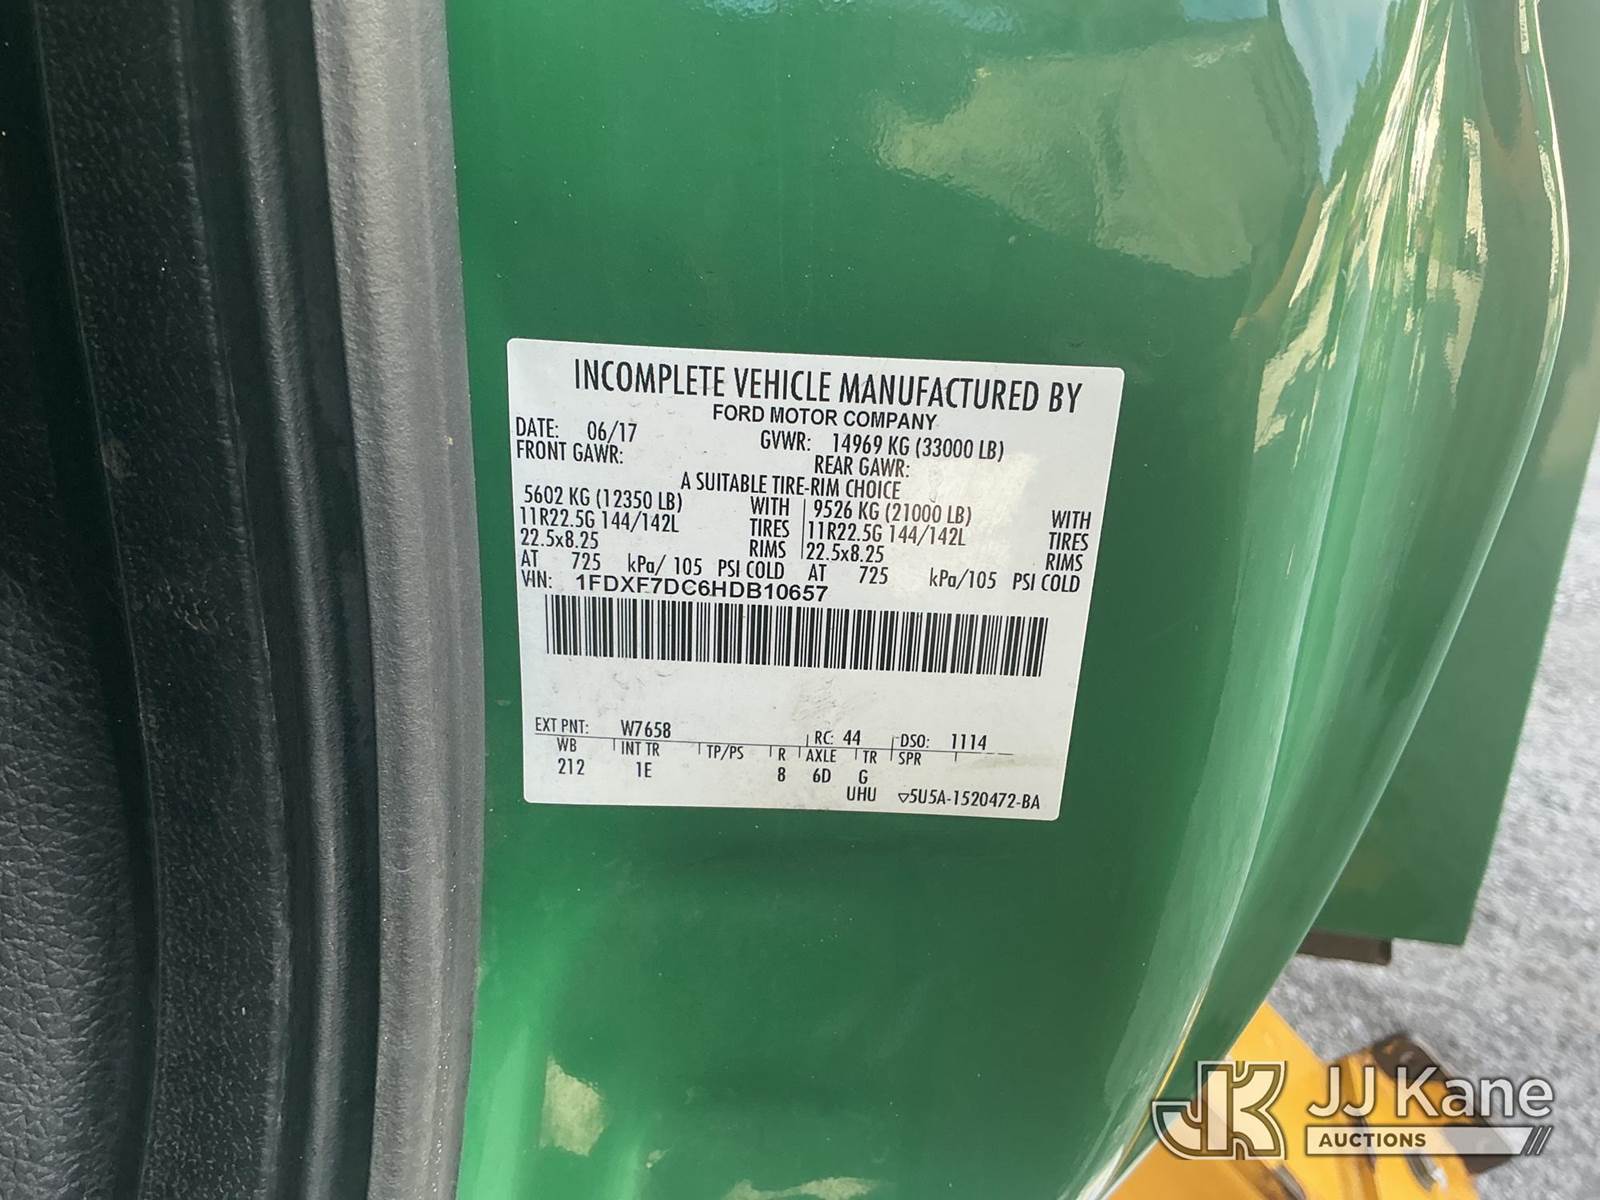 INCOMPLETE VEHICLE MANUFACTURED BY
FORD MOTOR COMPANY
DATE: 06/17 GVWR: 14969 KG (33000 LB)
FRONT GAWR: REAR GAWR:
A SUITABLE TIRE-RIM CHOICE
5602 KG (12350 LB) WITH 9526 KG (21000 LB) WITH
11R22.5G 144/142L TIRES 11R22.5G 144/142L TIRES
22.5x8.25 RIMS 22.5x8.25 RIMS
AT 725 kPa/ 105 PSI COLD AT 725 kPa/105 PSI COLD
VIN: 1FDXF7DC6HDB10657
EXT PNT: W7658 RC: 44 DSO: 1114
WB INT TR TP/PS R AXLE TR SPR
212 1E 8 6D G
UHU ▽5U5A-1520472-BA
JK JJ Kane
AUCTIONS